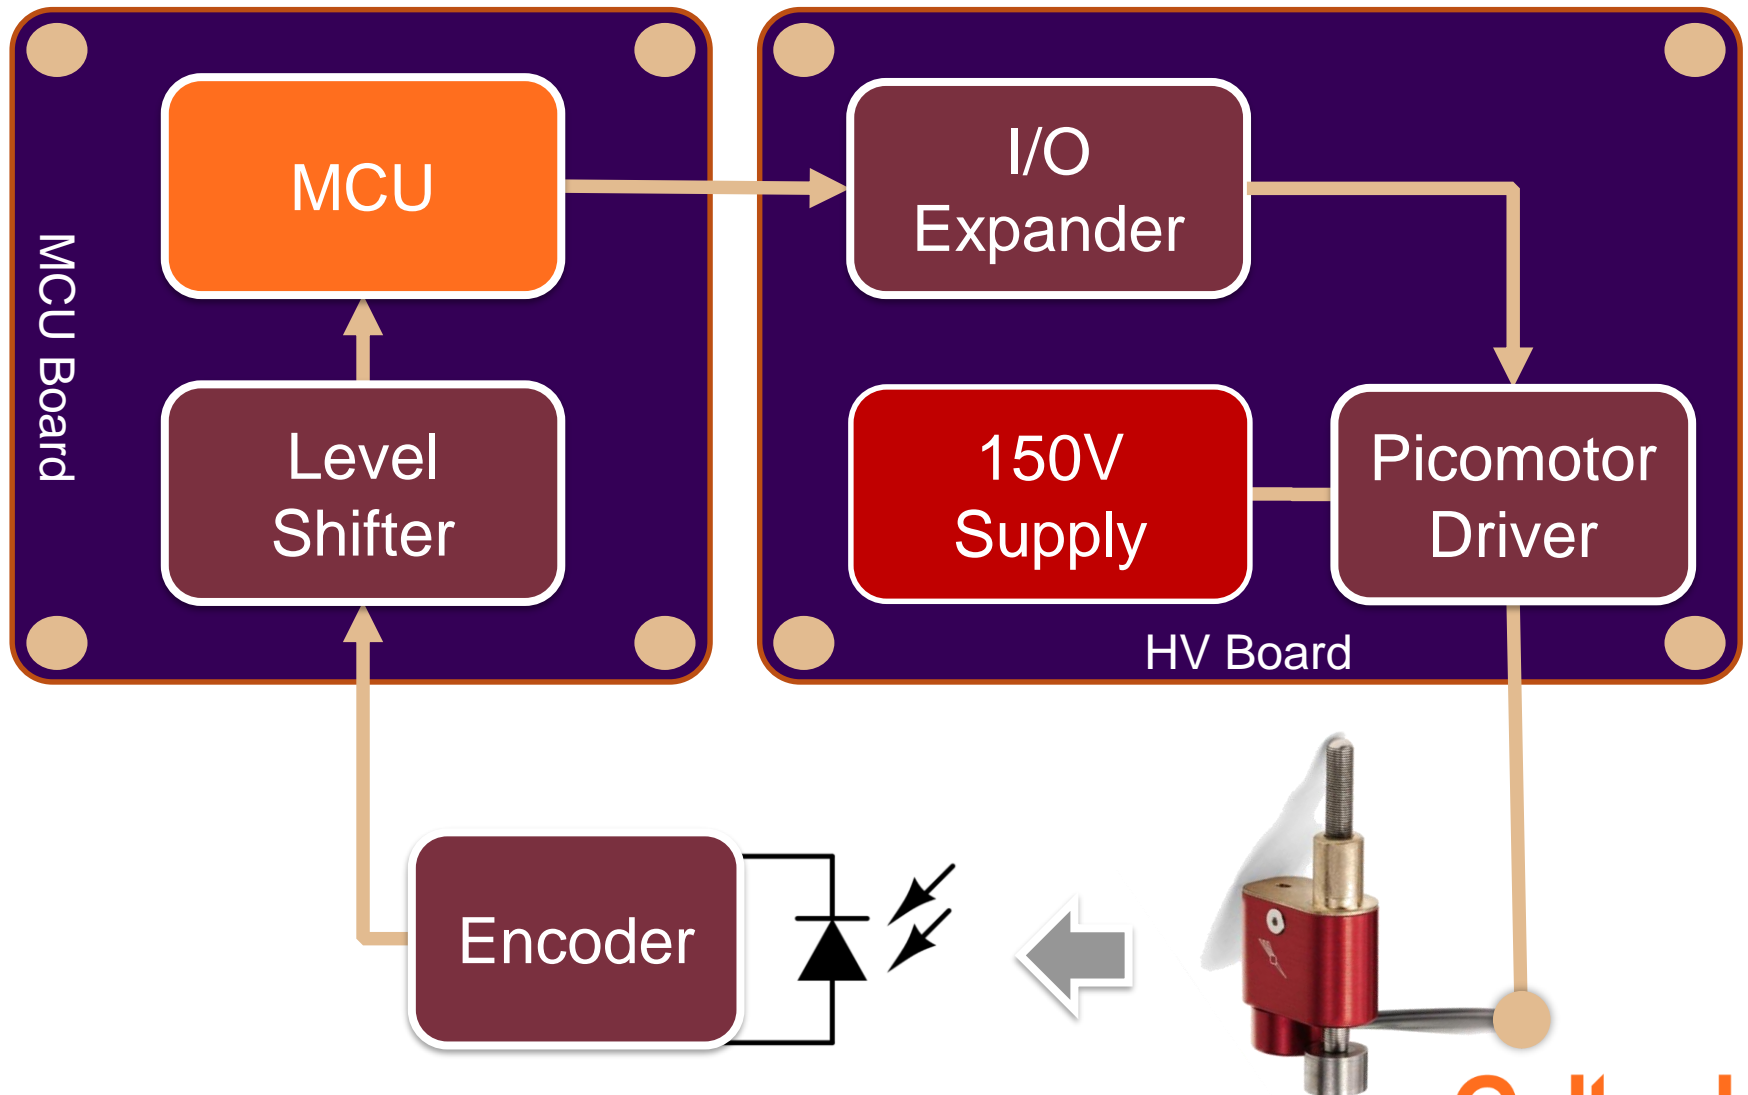 MCU
I/O
Expander
MCU Board
Level
Shifter
150V
Supply
Picomotor
Driver
HV Board
Encoder